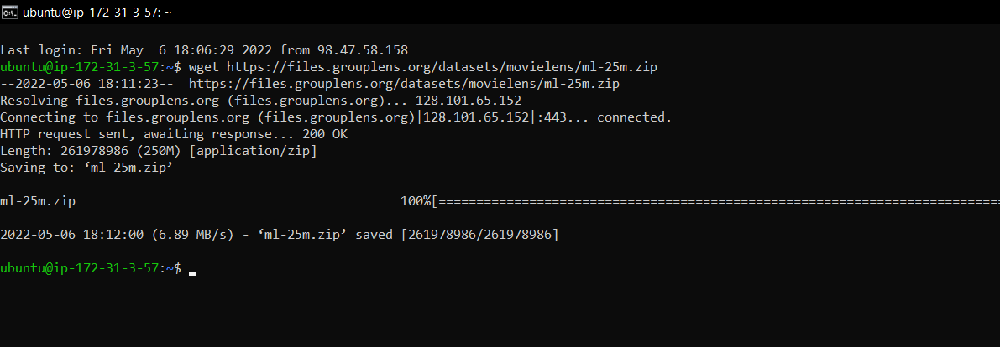 ubuntu@ip-172-31-3-57: ~
Last login: Fri May  6 18:06:29 2022 from 98.47.58.158
ubuntu@ip-172-31-3-57:~$ wget https://files.grouplens.org/datasets/movielens/ml-25m.zip
--2022-05-06 18:11:23--  https://files.grouplens.org/datasets/movielens/ml-25m.zip
Resolving files.grouplens.org (files.grouplens.org)... 128.101.65.152
Connecting to files.grouplens.org (files.grouplens.org)|128.101.65.152|:443... connected.
HTTP request sent, awaiting response... 200 OK
Length: 261978986 (250M) [application/zip]
Saving to: ‘ml-25m.zip’
ml-25m.zip 100%[===========================================================================
2022-05-06 18:12:00 (6.89 MB/s) - ‘ml-25m.zip’ saved [261978986/261978986]
ubuntu@ip-172-31-3-57:~$